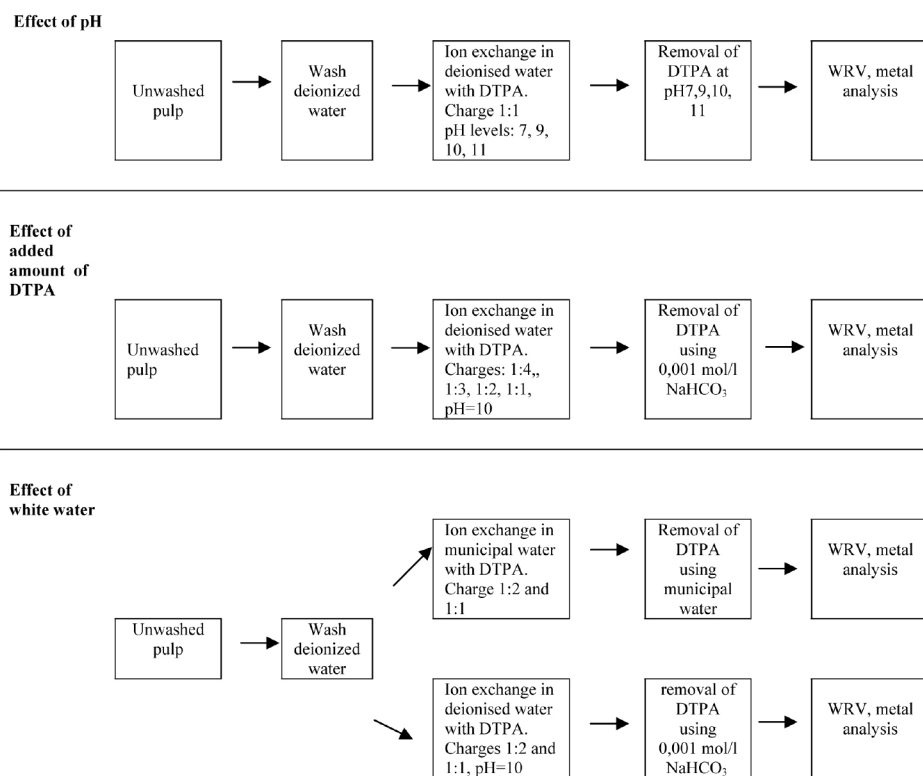 Effect of pH
Unwashed
pulp
Wash
deionized
water
Ion exchange in
deionised water
with DTPA.
Charge 1:1
pH levels: 7, 9,
10, 11
Removal of
DTPA at
pH7,9,10,
11
WRV, metal
analysis
Effect of
added
amount of
DTPA
Unwashed
pulp
Wash
deionized
water
Ion exchange in
deionised water
with DTPA.
Charges: 1:4,,
1:3, 1:2, 1:1,
pH=10
Removal of
DTPA
using
0,001 mol/l
NaHCO₃
WRV, metal
analysis
Effect of
white water
Unwashed
pulp
Wash
deionized
water
Ion exchange in
municipal water
with DTPA.
Charge 1:2 and
1:1
Removal of
DTPA
using
municipal
water
WRV, metal
analysis
Ion exchange in
deionised water
with DTPA.
Charges 1:2 and
1:1, pH=10
removal of
DTPA
using
0,001 mol/l
NaHCO₃
WRV, metal
analysis